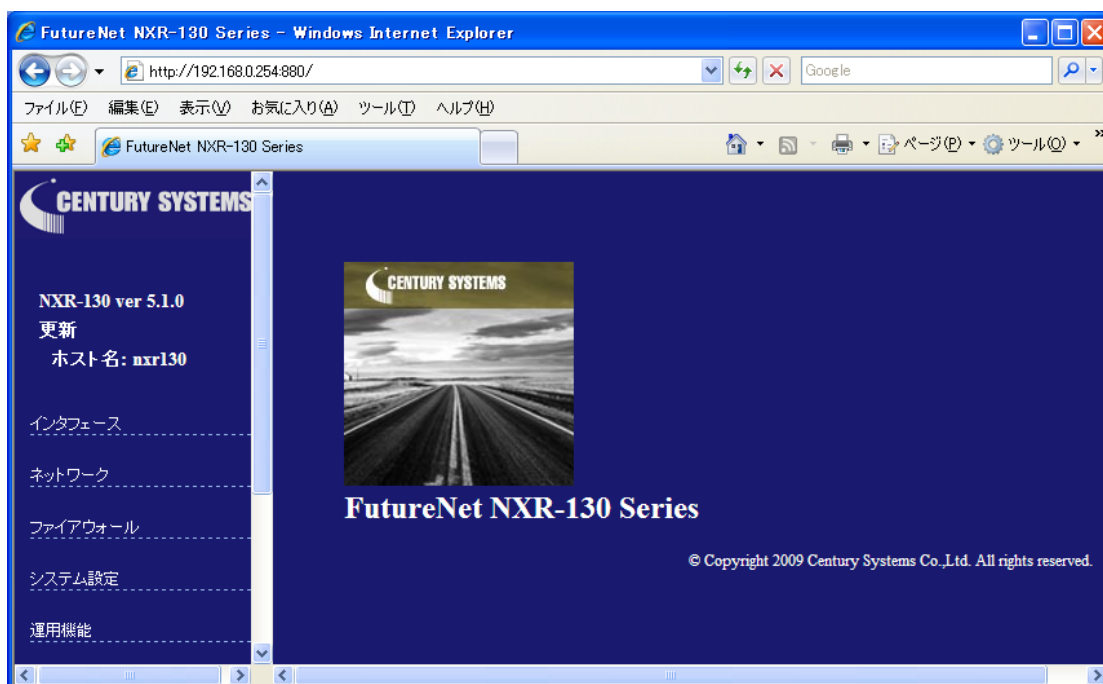 FutureNet NXR-130 Series - Windows Internet Explorer
http://192.168.0.254:880/
Google
ファイル(F) 編集(E) 表示(V) お気に入り(A) ツール(T) ヘルプ(H)
FutureNet NXR-130 Series
ページ(P) ツール(O)
CENTURY SYSTEMS
NXR-130 ver 5.1.0
更新
ホスト名: nxr130
インタフェース
ネットワーク
ファイアウォール
システム設定
運用機能
CENTURY SYSTEMS
FutureNet NXR-130 Series
© Copyright 2009 Century Systems Co.,Ltd. All rights reserved.